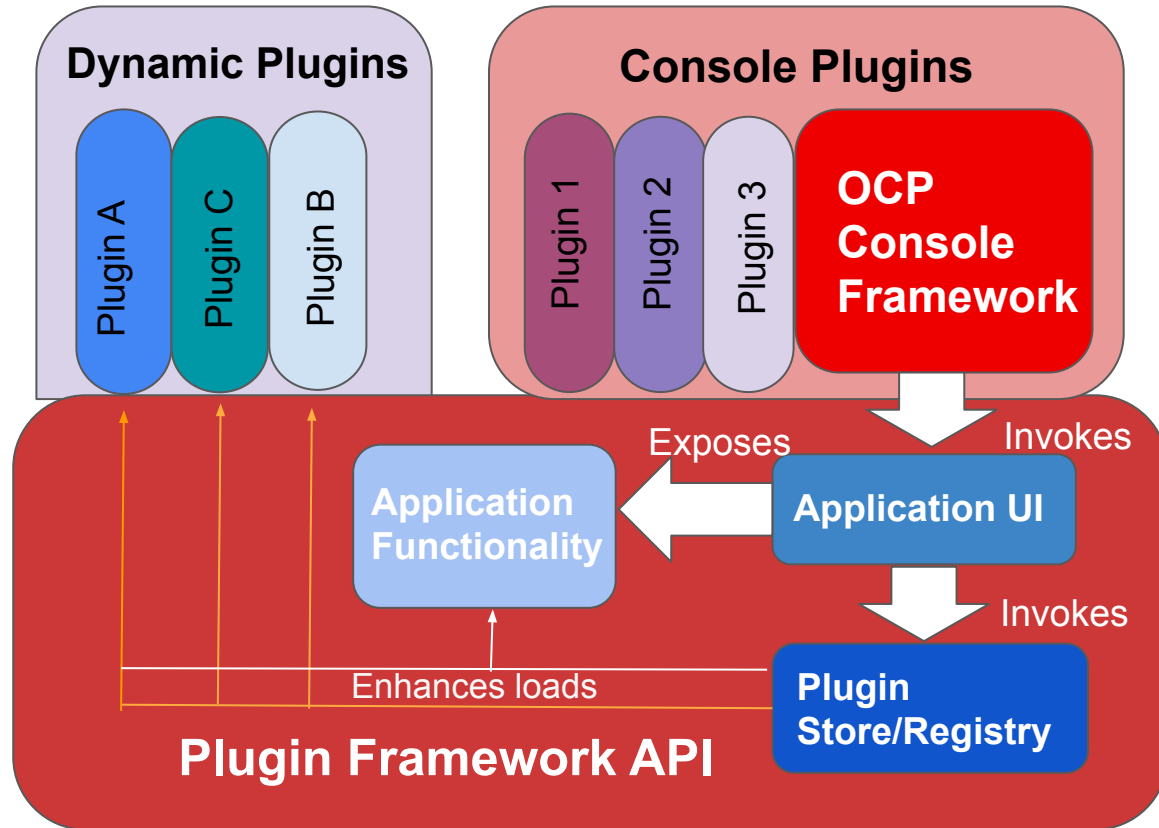 Dynamic Plugins
Console Plugins
Plugin A
Plugin C
Plugin B
Plugin 1
Plugin 2
Plugin 3
OCP
Console
Framework
Invokes
Exposes
Application
Functionality
Application UI
Invokes
Enhances loads
Plugin
Store/Registry
Plugin Framework API